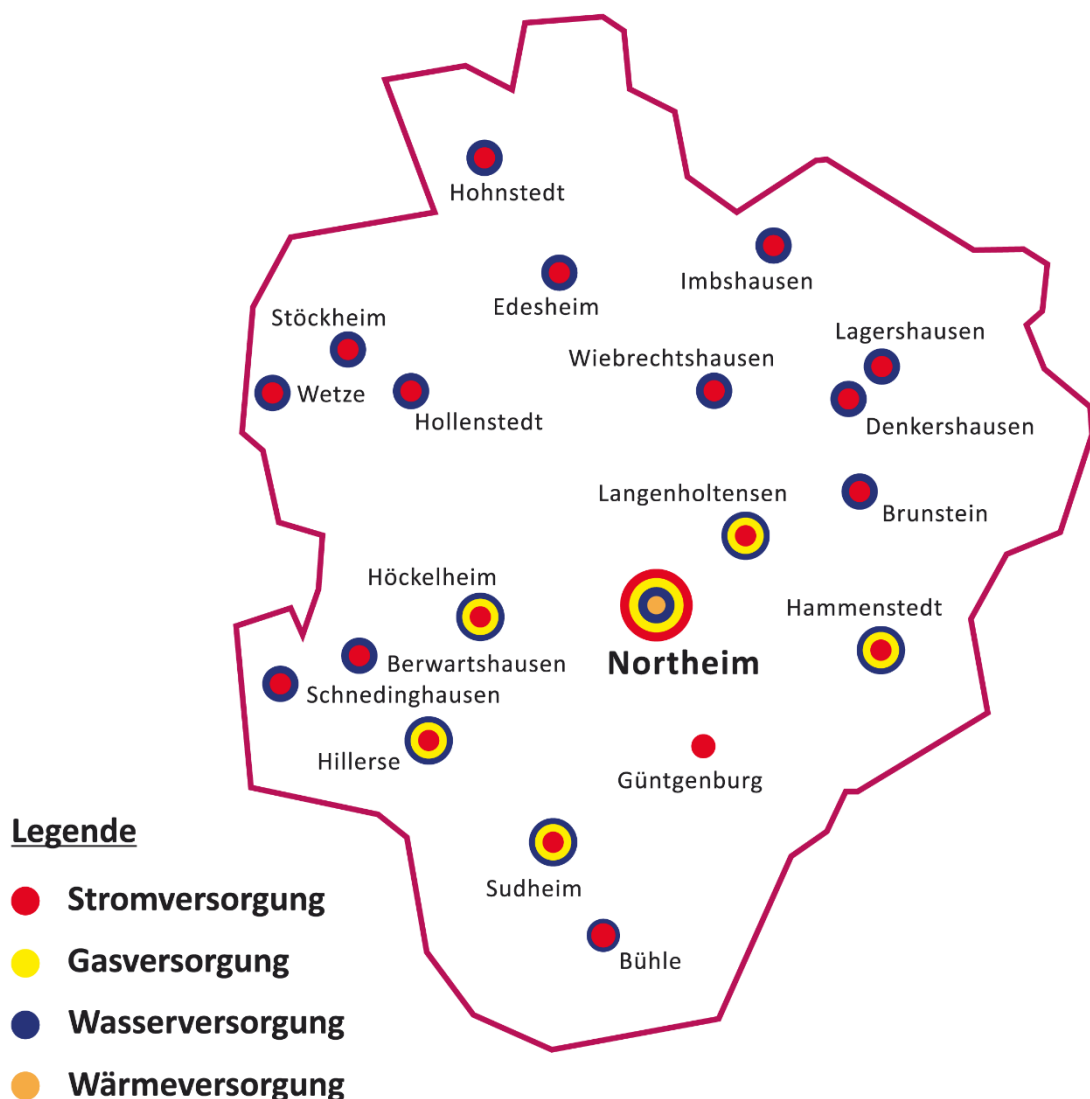 Hohnstedt
Imbshausen
Edesheim
Stöckheim
Lagershausen
Wiebrechtshausen
Wetze
Hollenstedt
Denkershausen
Langenholtensen
Brunstein
Höckelheim
Hammenstedt
Berwartshausen
Northeim
Schnedinghausen
Hillerse
Güntgenburg
Sudheim
Bühle
Legende
Stromversorgung
Gasversorgung
Wasserversorgung
Wärmeversorgung